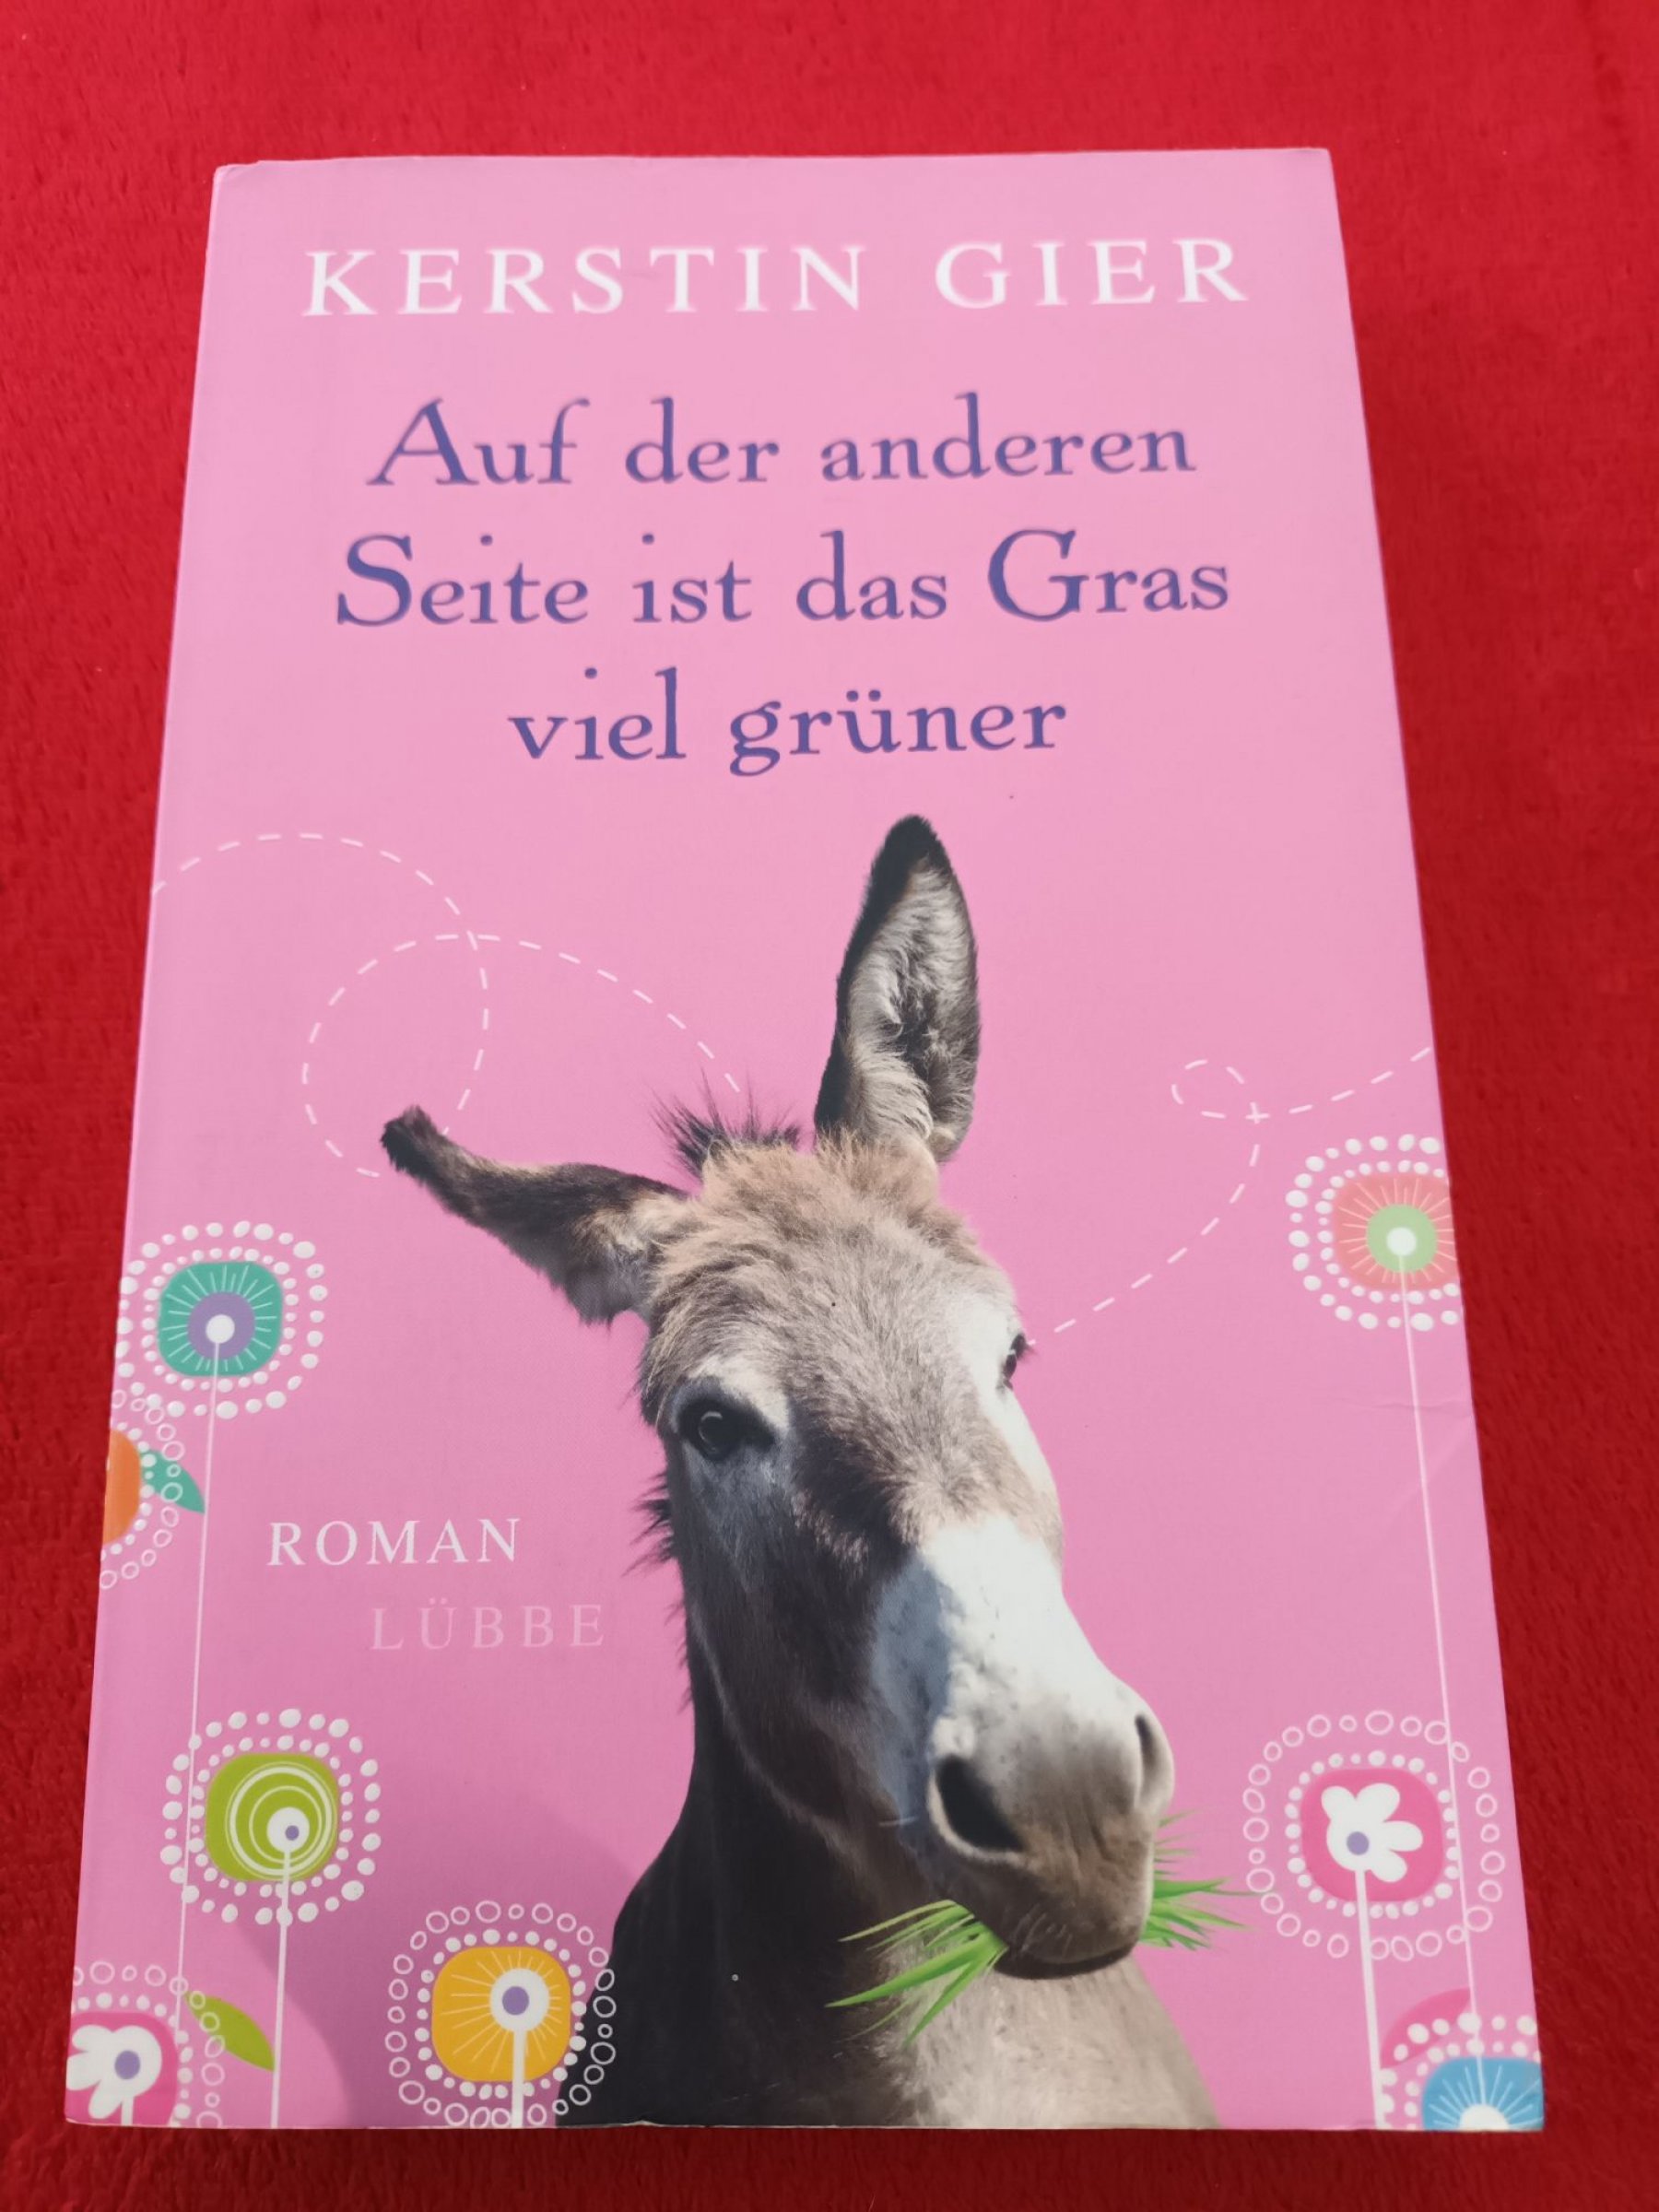 KERSTIN GIER
Auf der anderen
Seite ist das Gras
viel grüner
ROMAN
LÜBBE